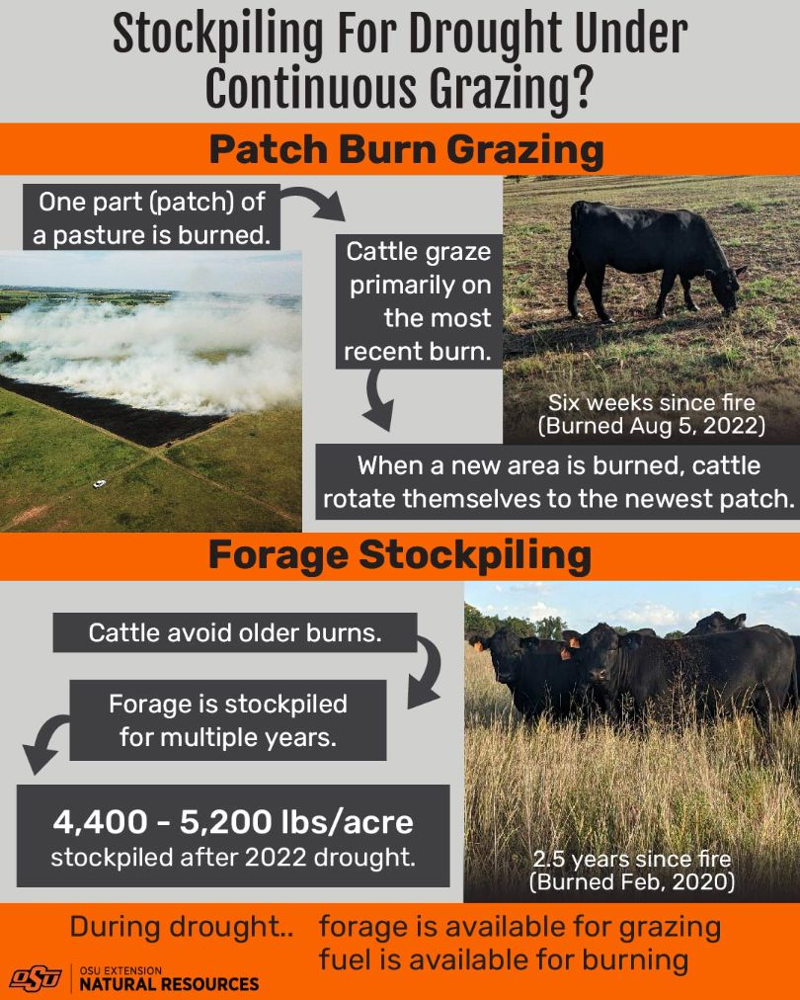 Stockpiling For Drought Under
Continuous Grazing?
Patch Burn Grazing
One part (patch) of
a pasture is burned.
Cattle graze
primarily on
the most
recent burn.
Six weeks since fire
(Burned Aug 5, 2022)
When a new area is burned, cattle
rotate themselves to the newest patch.
Forage Stockpiling
Cattle avoid older burns.
Forage is stockpiled
for multiple years.
4,400 - 5,200 lbs/acre
stockpiled after 2022 drought.
2.5 years since fire
(Burned Feb, 2020)
During drought.. forage is available for grazing
fuel is available for burning
OSU
OSU EXTENSION
NATURAL RESOURCES